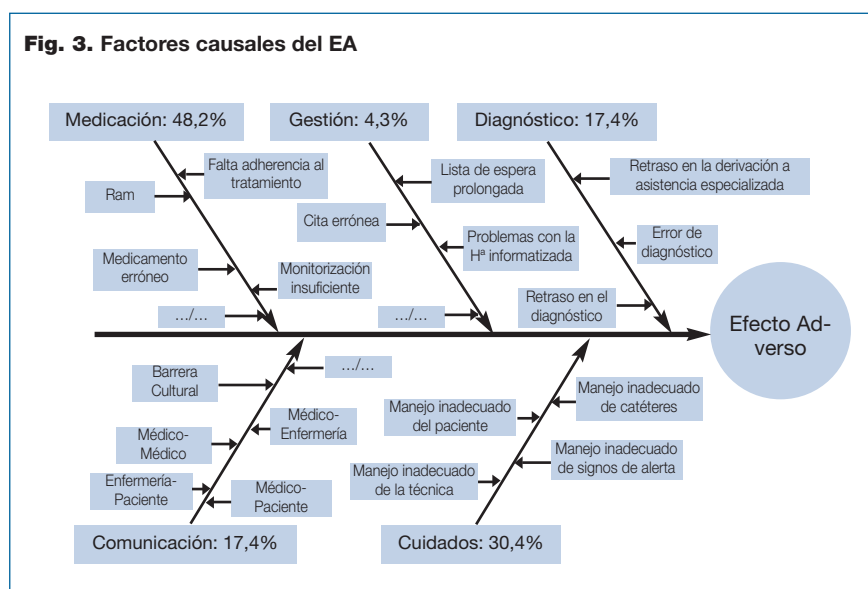 Fig. 3. Factores causales del EA
Medicación: 48,2%
Gestión: 4,3%
Diagnóstico: 17,4%
Falta adherencia al
tratamiento
Ram
Medicamento
erróneo
Monitorización
insuficiente
.../...
Lista de espera
prolongada
Cita errónea
Problemas con la
Hª informatizada
.../...
Retraso en la derivación a
asistencia especializada
Error de
diagnóstico
Retraso en el
diagnóstico
Efecto Ad-
verso
Barrera
Cultural
.../...
Médico-
Enfermería
Médico-
Médico
Enfermería-
Paciente
Médico-
Paciente
Manejo inadecuado
de catéteres
Manejo inadecuado
del paciente
Manejo inadecuado
de signos de alerta
Manejo inadecuado
de la técnica
Comunicación: 17,4%
Cuidados: 30,4%